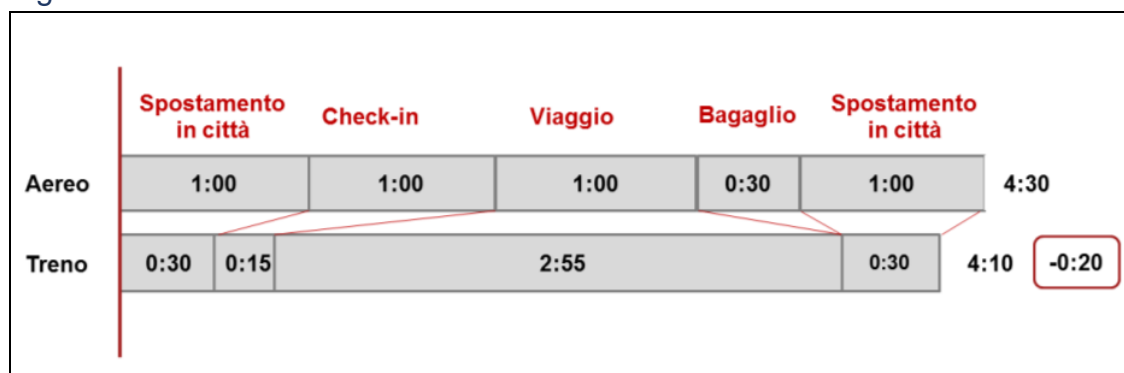 Spostamento
in città
Check-in
Viaggio
Bagaglio
Spostamento
in città
Aereo
1:00
1:00
1:00
0:30
1:00
4:30
Treno
0:30
0:15
2:55
0:30
4:10
-0:20